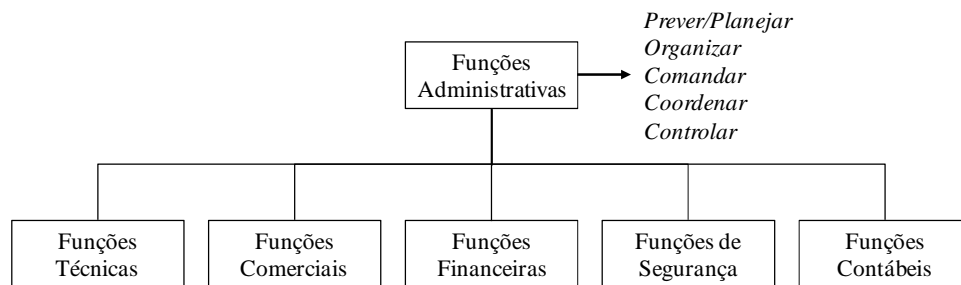 Prever/Planejar
Organizar
Comandar
Coordenar
Controlar
Funções
Administrativas
Funções
Técnicas
Funções
Comerciais
Funções
Financeiras
Funções de
Segurança
Funções
Contábeis